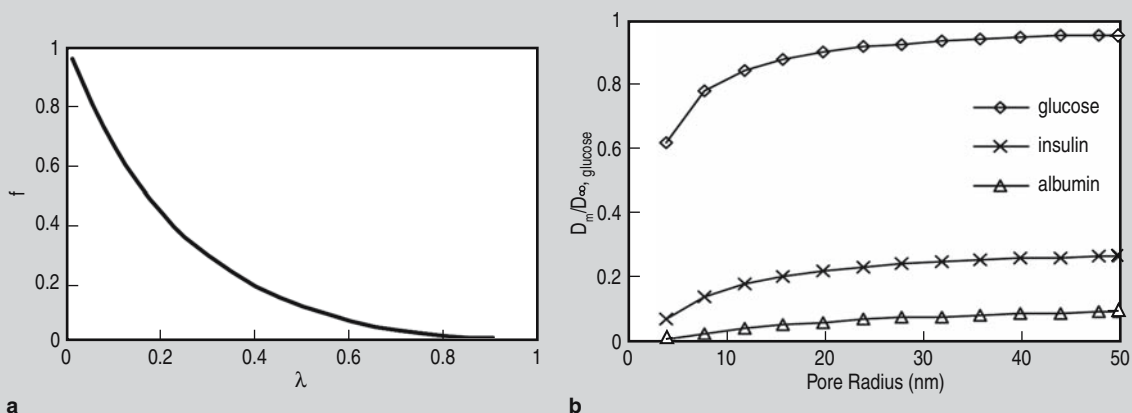 1
0.8
0.6
0.4
0.2
0
f
0 0.2 0.4 0.6 0.8 1
λ
a
1
0.8
0.6
0.4
0.2
0
Dm/D∞, glucose
glucose
insulin
albumin
0 10 20 30 40 50
Pore Radius (nm)
b